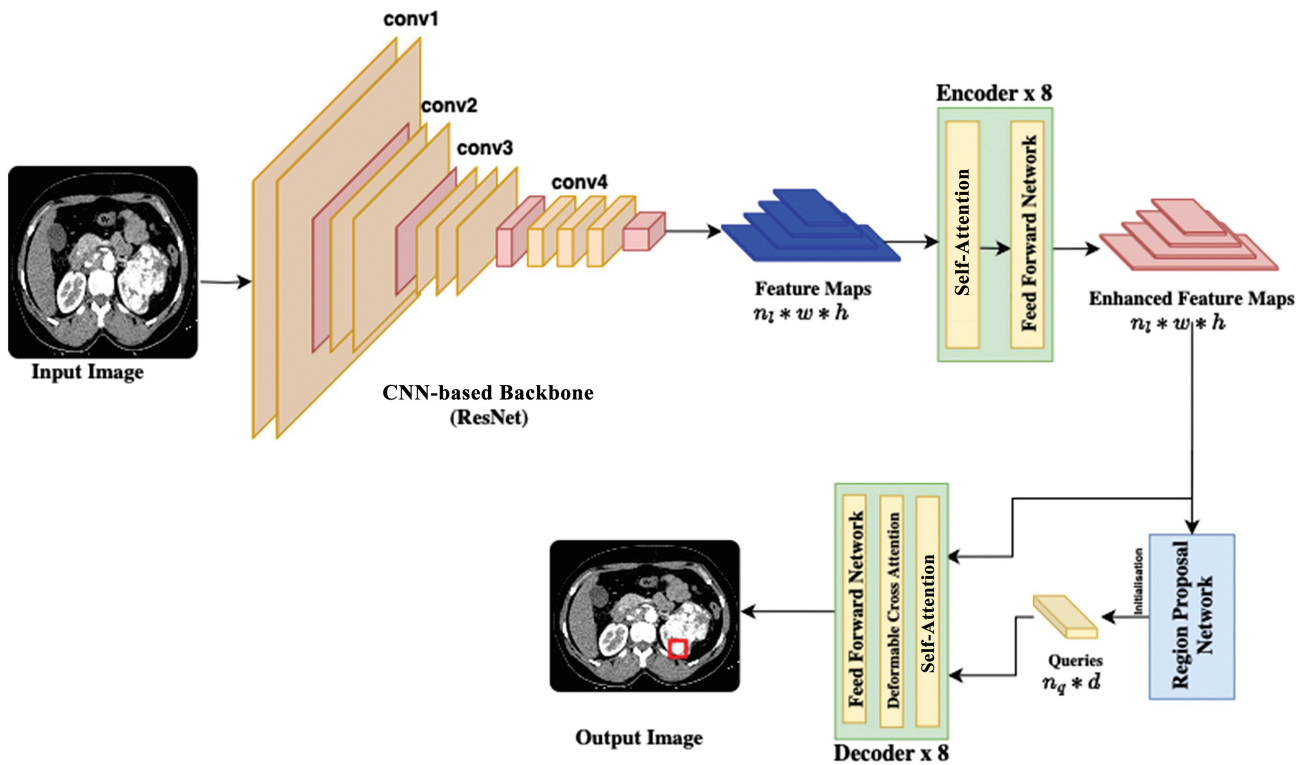 conv1
conv2
conv3
conv4
Input Image
CNN-based Backbone
(ResNet)
Feature Maps
n_l * w * h
Encoder x 8
Self-Attention
Feed Forward Network
Enhanced Feature Maps
n_l * w * h
Region Proposal
Network
Initialisation
Queries
n_q * d
Self-Attention
Deformable Cross Attention
Feed Forward Network
Decoder x 8
Output Image